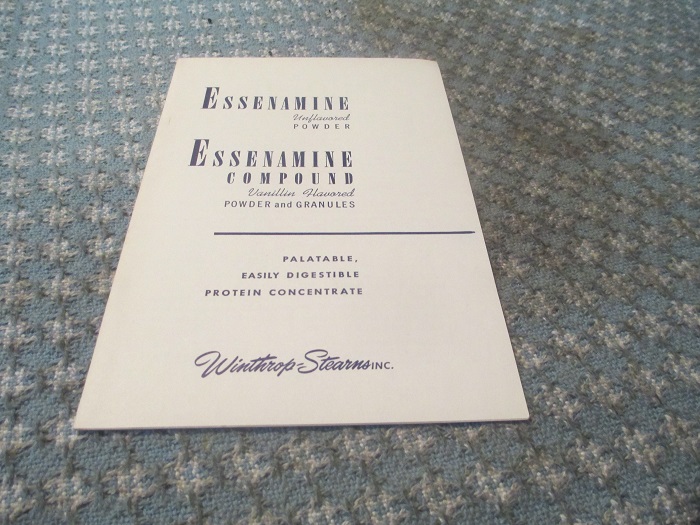 ESSENAMINE
Unflavored
POWDER
ESSENAMINE
COMPOUND
Vanillin Flavored
POWDER and GRANULES
PALATABLE,
EASILY DIGESTIBLE
PROTEIN CONCENTRATE
Winthrop-Stearns INC.